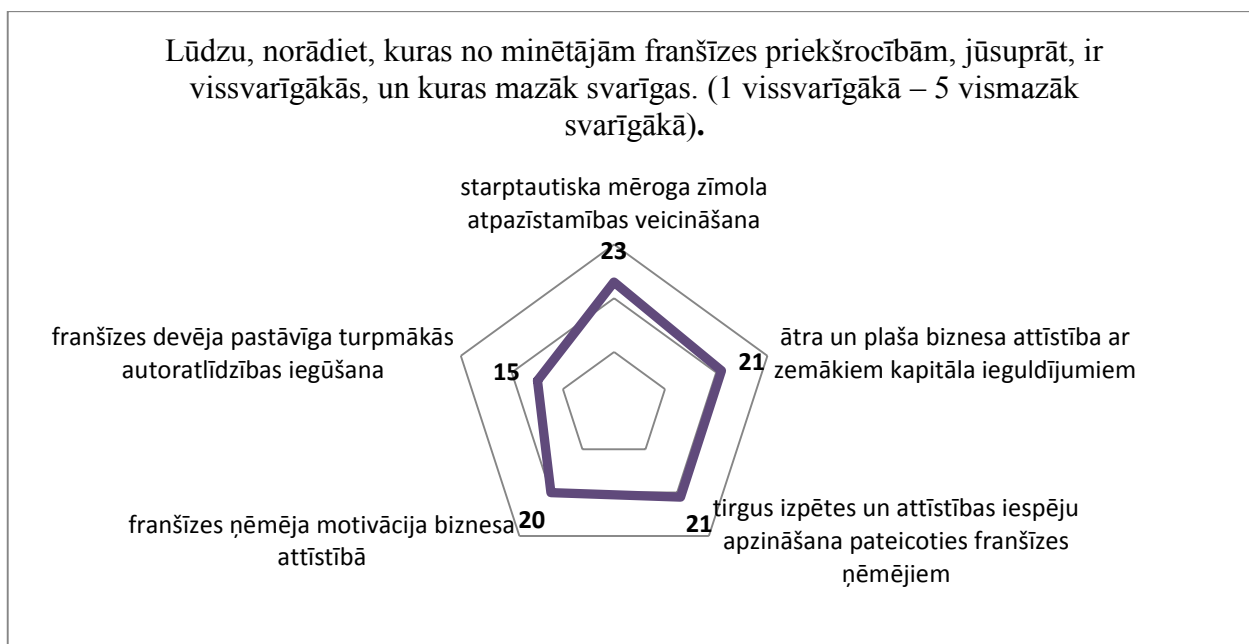 Lūdzu, norādiet, kuras no minētājām franšīzes priekšrocībām, jūsuprāt, ir
vissvarīgākās, un kuras mazāk svarīgas. (1 vissvarīgākā – 5 vismazāk
svarīgākā).
starptautiska mēroga zīmola
atpazīstamības veicināšana
23
ātra un plaša biznesa attīstība ar
zemākiem kapitāla ieguldījumiem
21
tirgus izpētes un attīstības iespēju
apzināšana pateicoties franšīzes
ņēmējiem
21
franšīzes ņēmēja motivācija biznesa
attīstībā
20
franšīzes devēja pastāvīga turpmākās
autoratlīdzības iegūšana
15